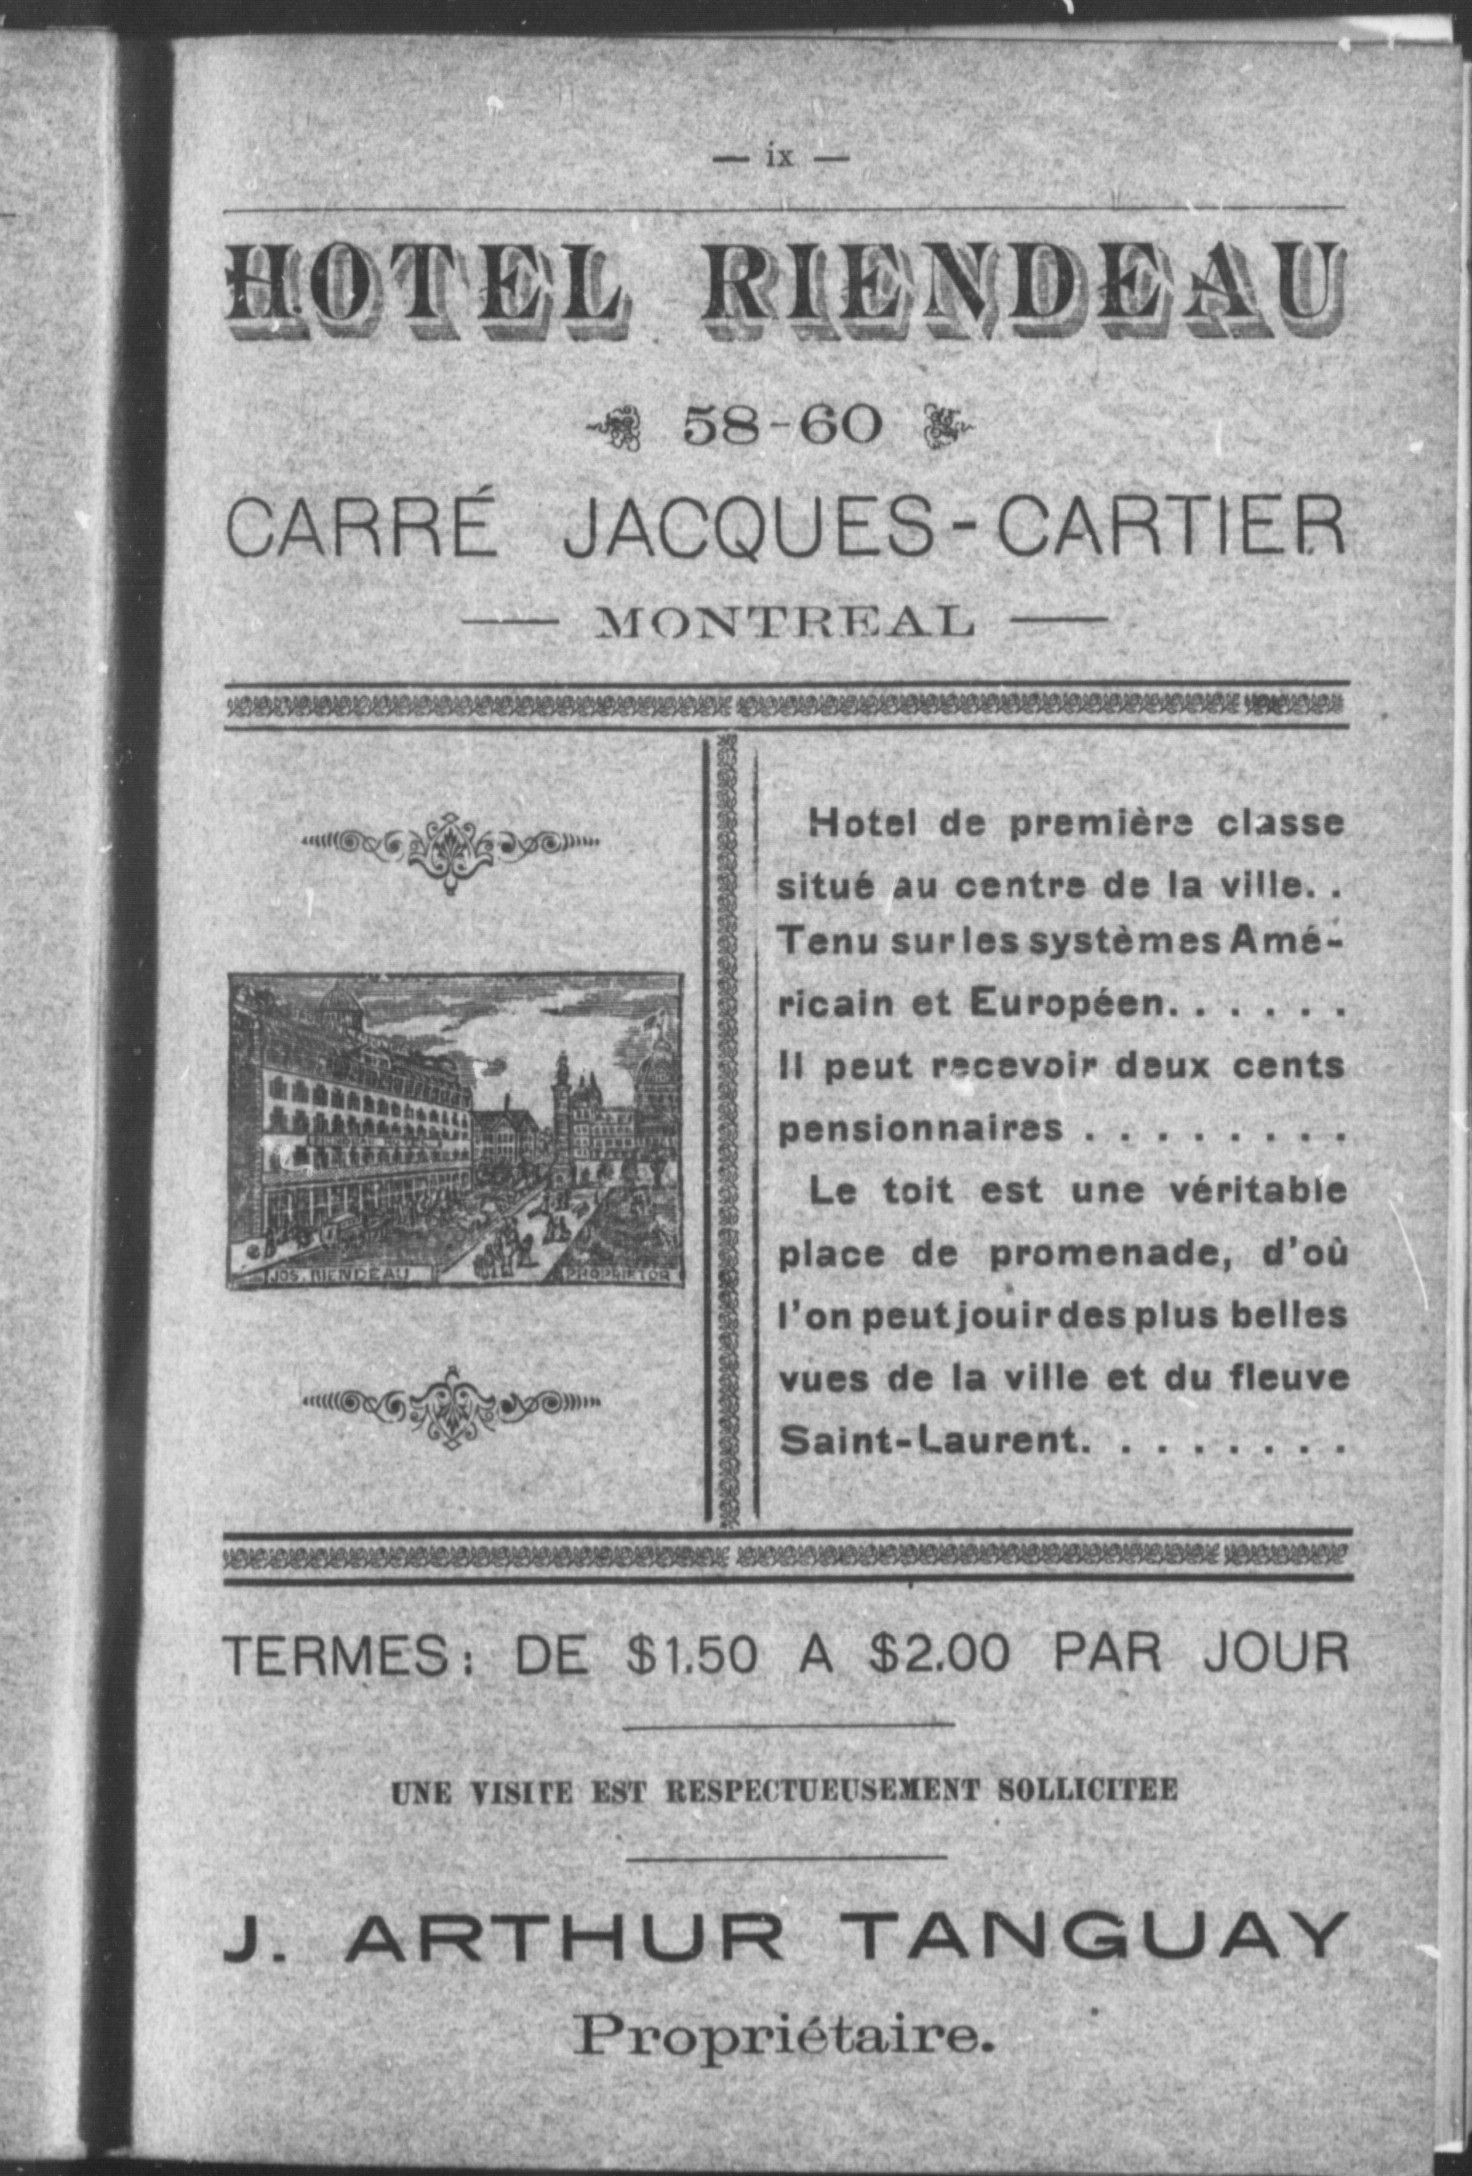 — ix —
HOTEL RIENDEAU
58-60
CARRÉ JACQUES-CARTIER
— MONTREAL —
Hotel de première classe
situé au centre de la ville. .
Tenu sur les systèmes Amé-
ricain et Européen. . . . . .
Il peut recevoir deux cents
pensionnaires . . . . . . . .
Le toit est une véritable
place de promenade, d'où
l'on peut jouir des plus belles
vues de la ville et du fleuve
Saint-Laurent. . . . . . . .
JOS. RIENDEAU PROPRIETOR
TERMES: DE $1.50 A $2.00 PAR JOUR
UNE VISITE EST RESPECTUEUSEMENT SOLLICITEE
J. ARTHUR TANGUAY
Propriétaire.